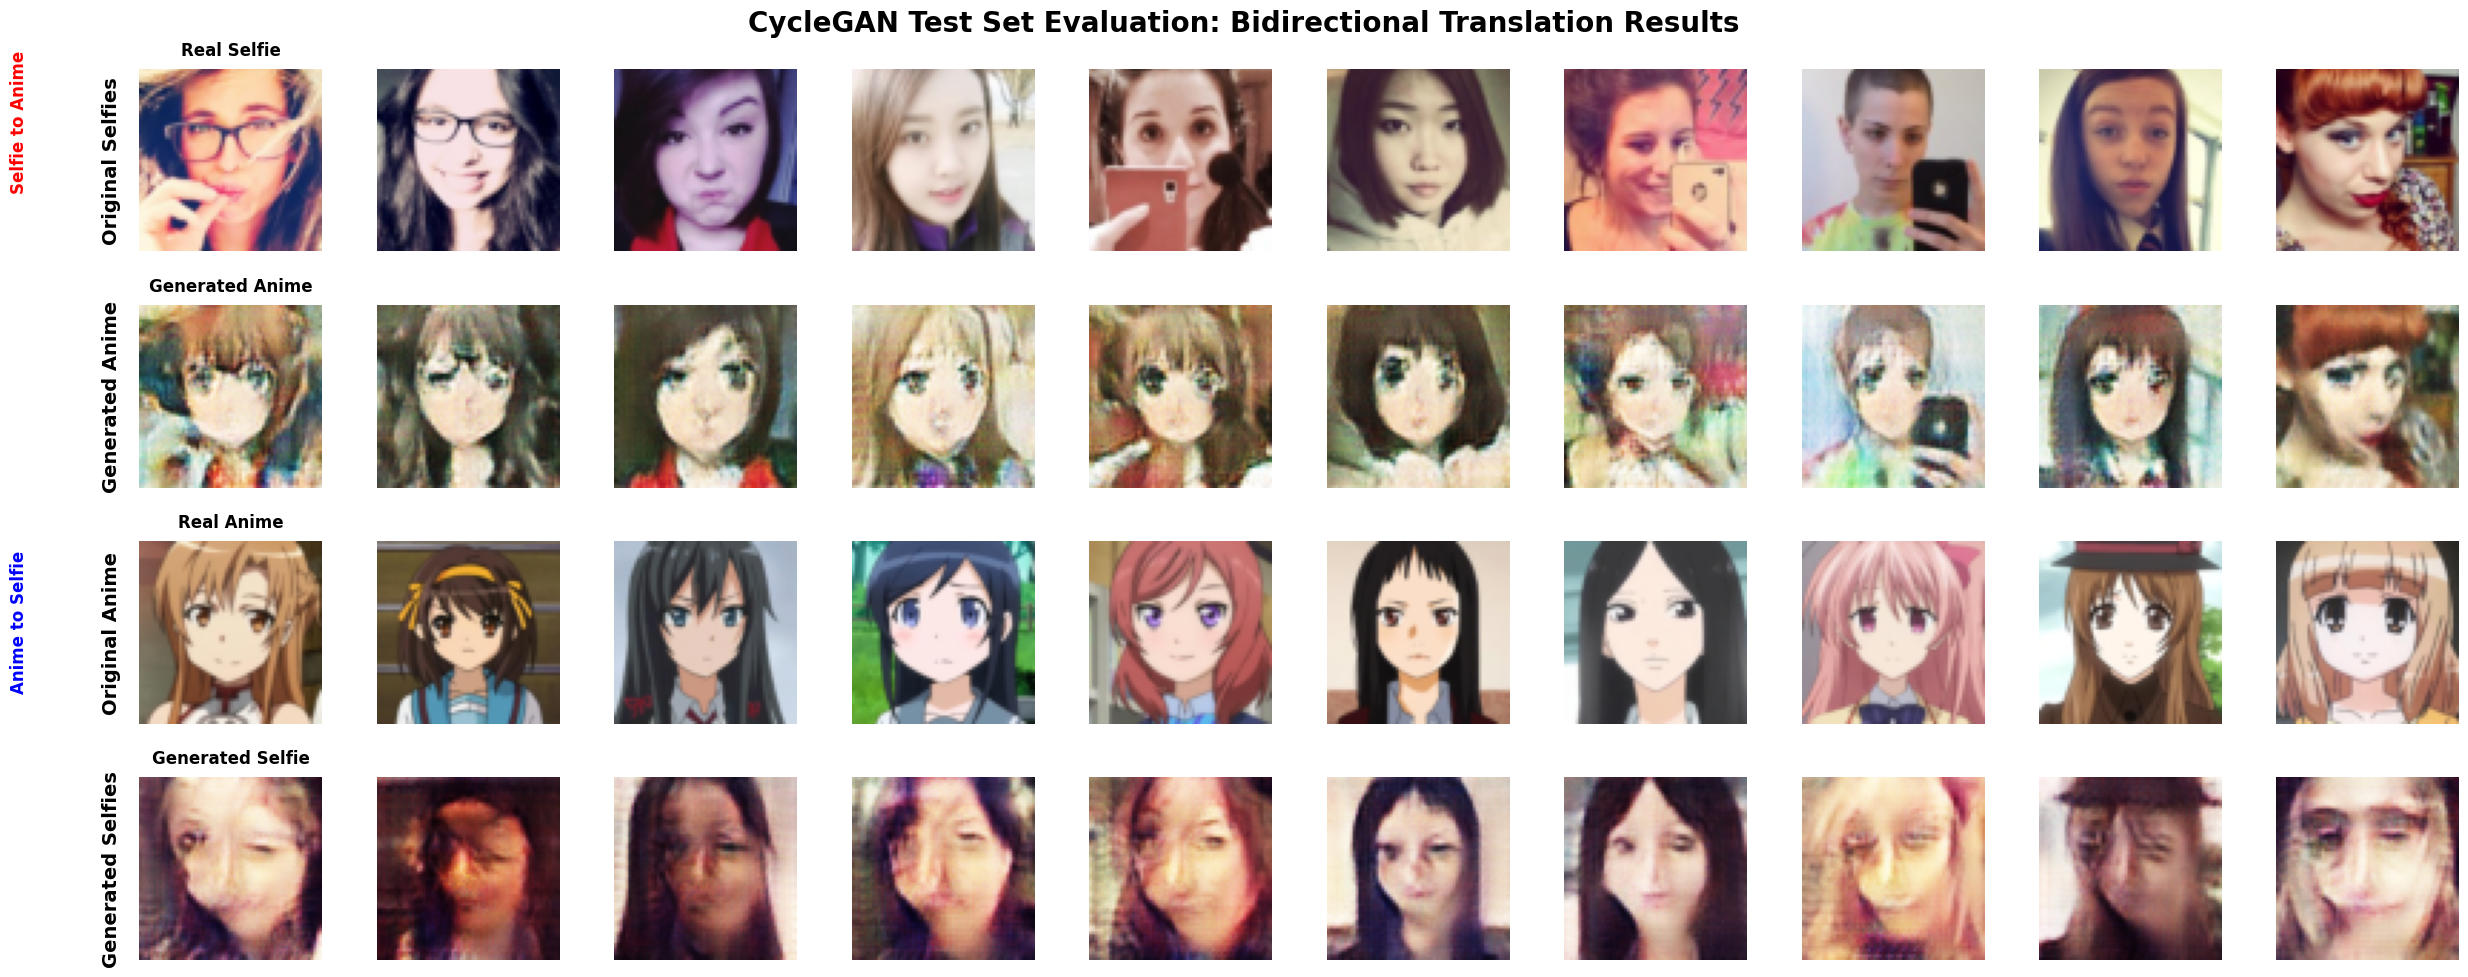 CycleGAN Test Set Evaluation: Bidirectional Translation Results
Selfie to Anime
Real Selfie
Original Selfies
Generated Anime
Generated Anime
Anime to Selfie
Real Anime
Original Anime
Generated Selfie
Generated Selfies